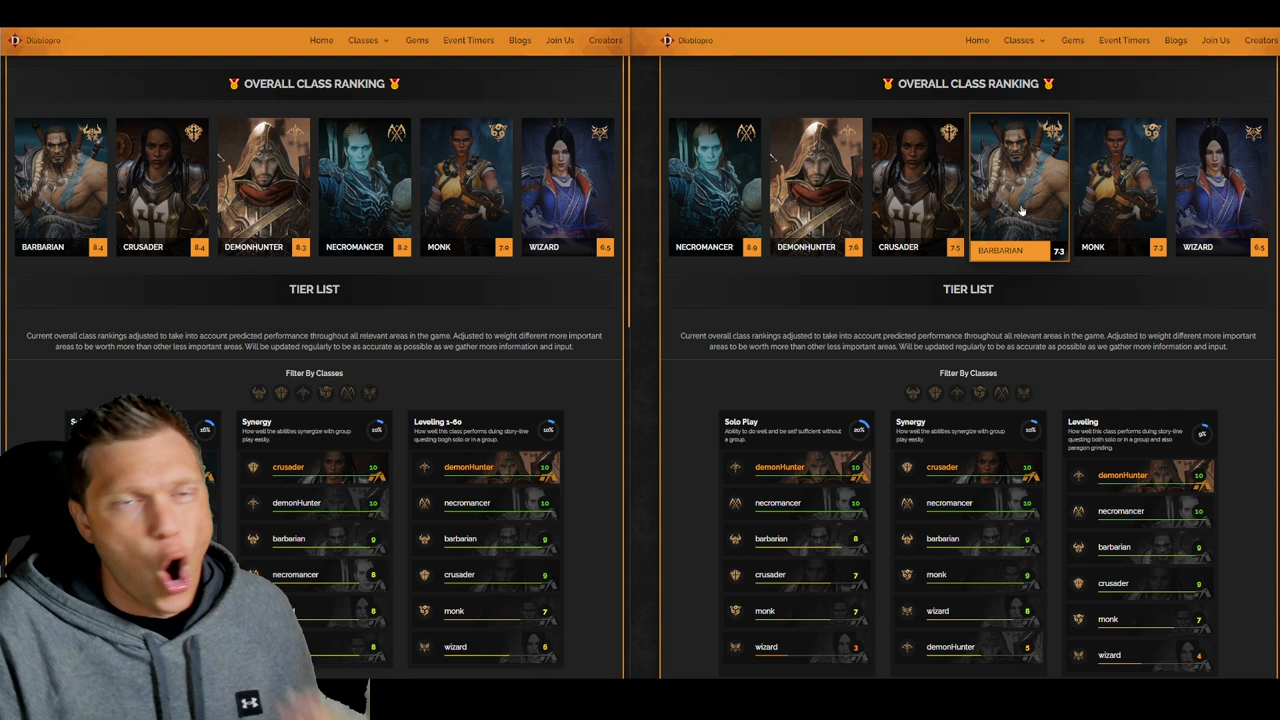 Diablopro Home Classes Gems Event Timers Blogs Join Us Creators
OVERALL CLASS RANKING
BARBARIAN 8.4 CRUSADER 8.4 DEMONHUNTER 8.3 NECROMANCER 8.2 MONK 7.0 WIZARD 6.5
TIER LIST
Current overall class rankings adjusted to take into account predicted performance throughout all relevant areas in the game. Adjusted to weight different more important
areas to be worth more than other less important areas. Will be updated regularly to be as accurate as possible as we gather more information and input.
Filter By Classes
16%
Synergy
How well the abilities synergize with group
play easily.
10%
crusader 10
demonHunter 10
barbarian 9
necromancer 8
8
8
Leveling 1-60
How well this class performs duing story-line
questing bogh solo or in a group.
10%
demonHunter 10
necromancer 10
barbarian 9
crusader 9
monk 7
wizard 6
Diablopro Home Classes Gems Event Timers Blogs Join Us Creators
OVERALL CLASS RANKING
NECROMANCER 8.9 DEMONHUNTER 7.6 CRUSADER 7.5 BARBARIAN 7.3 MONK 7.3 WIZARD 6.5
TIER LIST
Current overall class rankings adjusted to take into account predicted performance throughout all relevant areas in the game. Adjusted to weight different more important
areas to be worth more than other less important areas. Will be updated regularly to be as accurate as possible as we gather more information and input.
Filter By Classes
Solo Play
Ability to do well and be self sufficient without
a group.
20%
demonHunter 10
necromancer 10
barbarian 8
crusader 7
monk 7
wizard 3
Synergy
How well the abilities synergize with group
play easily.
10%
crusader 10
necromancer 10
barbarian 9
monk 9
wizard 8
demonHunter 5
Leveling
How well this class performs duing story-line
questing both solo or in a group and also
paragon grinding.
9%
demonHunter 10
necromancer 10
barbarian 9
crusader 9
monk 7
wizard 4